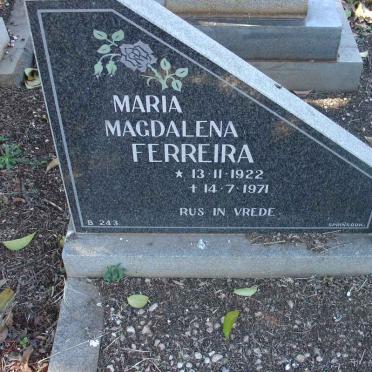 MARIA
MAGDALENA
FERREIRA
* 13·11·1922
† 14·7·1971
RUS IN VREDE
B 243